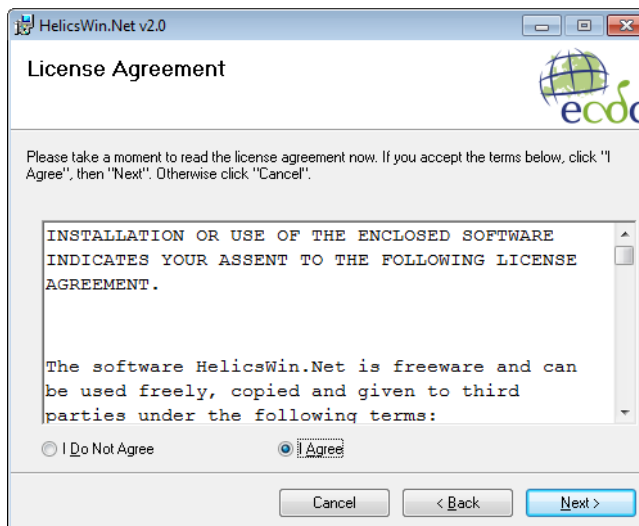 HelicsWin.Net v2.0
License Agreement
ecdc
Please take a moment to read the license agreement now. If you accept the terms below, click "I
Agree", then "Next". Otherwise click "Cancel".
INSTALLATION OR USE OF THE ENCLOSED SOFTWARE
INDICATES YOUR ASSENT TO THE FOLLOWING LICENSE
AGREEMENT.
The software HelicsWin.Net is freeware and can
be used freely, copied and given to third
parties under the following terms:
I Do Not Agree
I Agree
Cancel
< Back
Next >